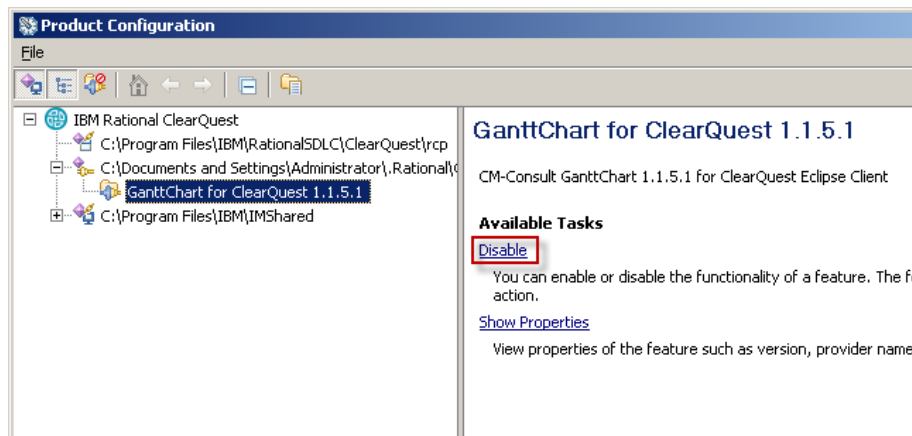 Product Configuration
File
IBM Rational ClearQuest
C:\Program Files\IBM\RationalSDLC\ClearQuest\rcp
C:\Documents and Settings\Administrator\.Rational\
GanttChart for ClearQuest 1.1.5.1
C:\Program Files\IBM\IMShared
GanttChart for ClearQuest 1.1.5.1
CM-Consult GanttChart 1.1.5.1 for ClearQuest Eclipse Client
Available Tasks
Disable
You can enable or disable the functionality of a feature. The
action.
Show Properties
View properties of the feature such as version, provider name